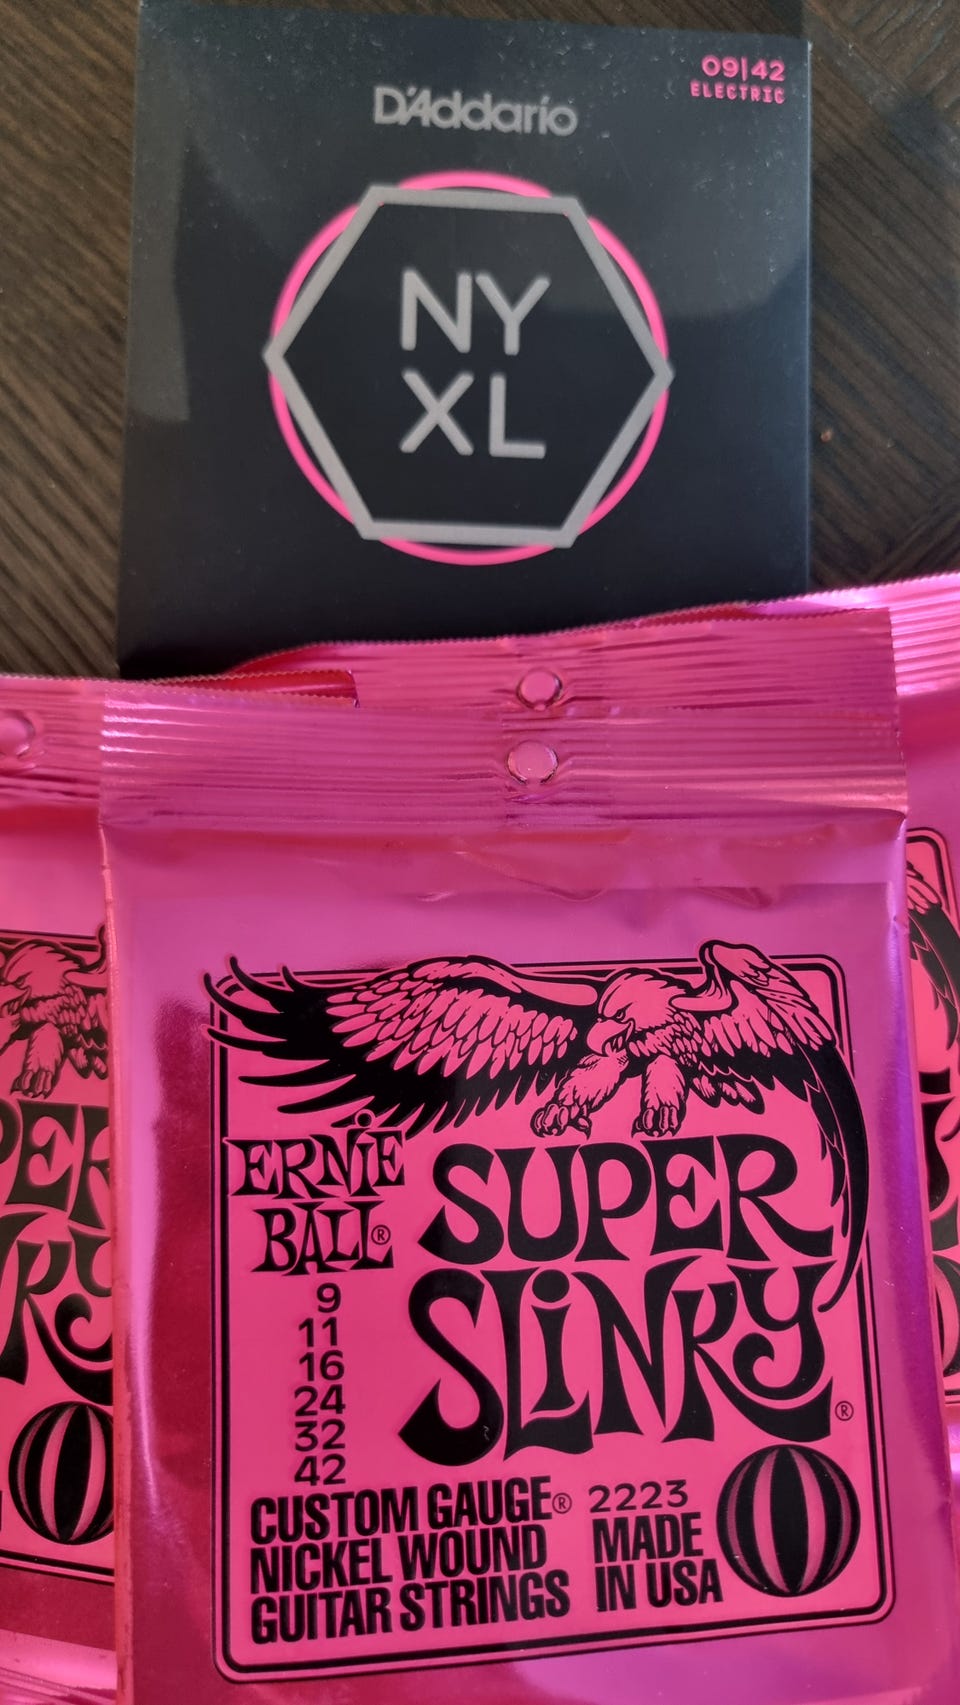 09|42
ELECTRIC
D'Addario
NY
XL
ERNIE
BALL®
SUPER
SLINKY®
9
11
16
24
32
42
CUSTOM GAUGE®
NICKEL WOUND
GUITAR STRINGS
2223
MADE
IN USA